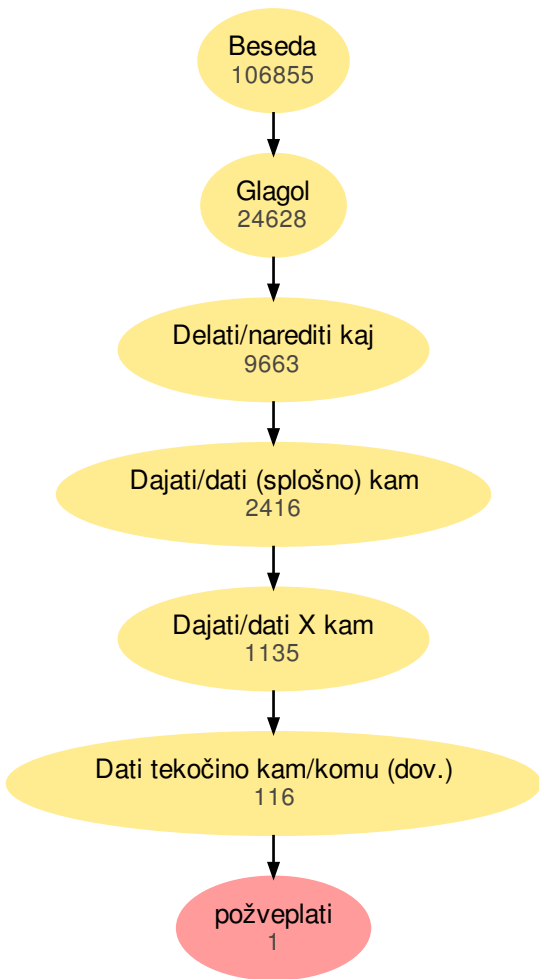 Beseda
106855
Glagol
24628
Delati/narediti kaj
9663
Dajati/dati (splošno) kam
2416
Dajati/dati X kam
1135
Dati tekočino kam/komu (dov.)
116
požveplati
1